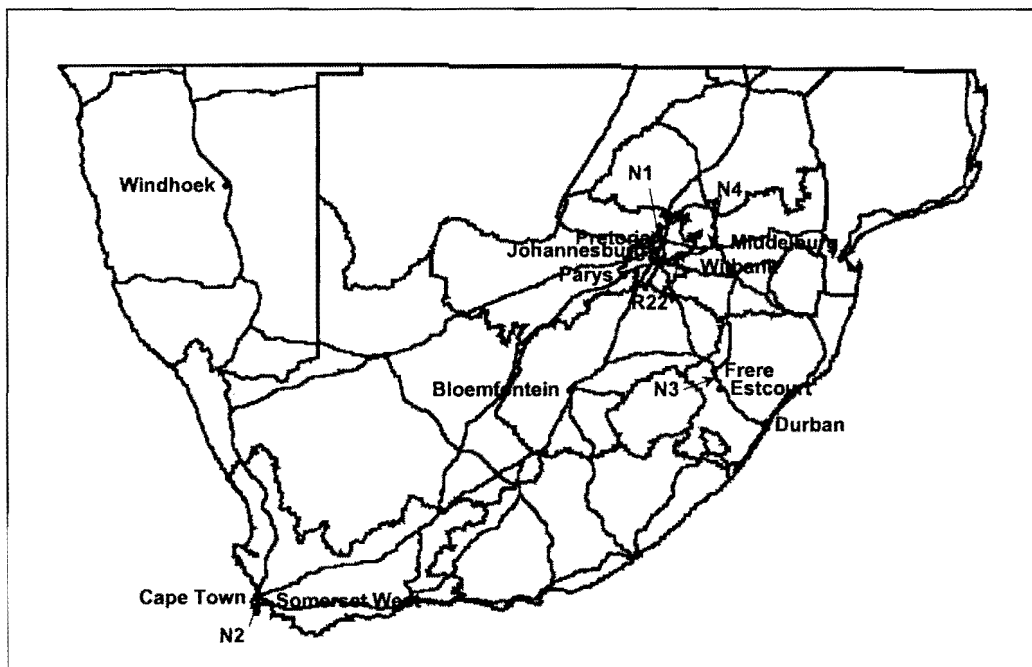 N1
N4
Windhoek
Pretoria
Middelburg
Johannesburg
Witbank
Parys
R22
Frere
Bloemfontein
N3
Estcourt
Durban
Cape Town
Somerset West
N2